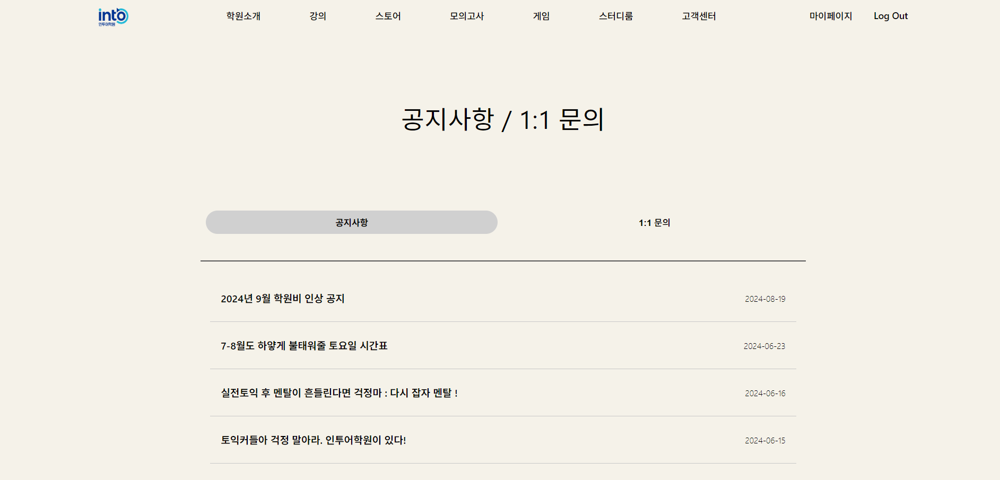 into
인투어학원
학원소개 강의 스토어 모의고사 게임 스터디룸 고객센터 마이페이지 Log Out
공지사항 / 1:1 문의
공지사항 1:1 문의
2024년 9월 학원비 인상 공지 2024-08-19
7-8월도 하얗게 불태워줄 토요일 시간표 2024-06-23
실전토익 후 멘탈이 흔들린다면 걱정마 : 다시 잡자 멘탈 ! 2024-06-16
토익커들아 걱정 말아라. 인투어학원이 있다! 2024-06-15